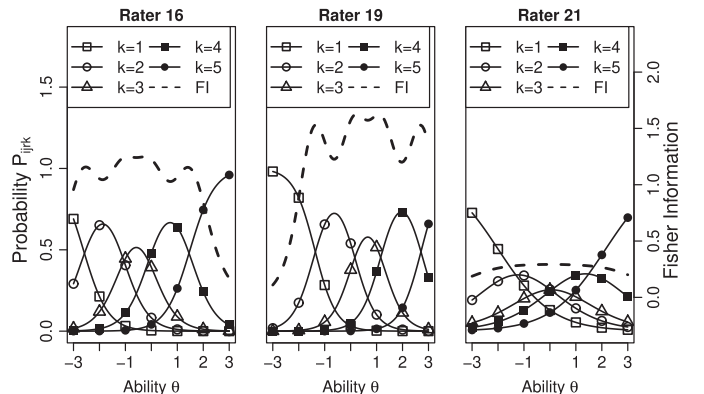 Rater 16
Rater 19
Rater 21
k=1 k=4
k=2 k=5
k=3 FI
k=1 k=4
k=2 k=5
k=3 FI
k=1 k=4
k=2 k=5
k=3 FI
Probability P_ijrk
0.0 0.5 1.0 1.5
Fisher Information
0.0 0.5 1.0 1.5 2.0
−3 −1 0 1 2 3
−3 −1 0 1 2 3
−3 −1 0 1 2 3
Ability θ
Ability θ
Ability θ